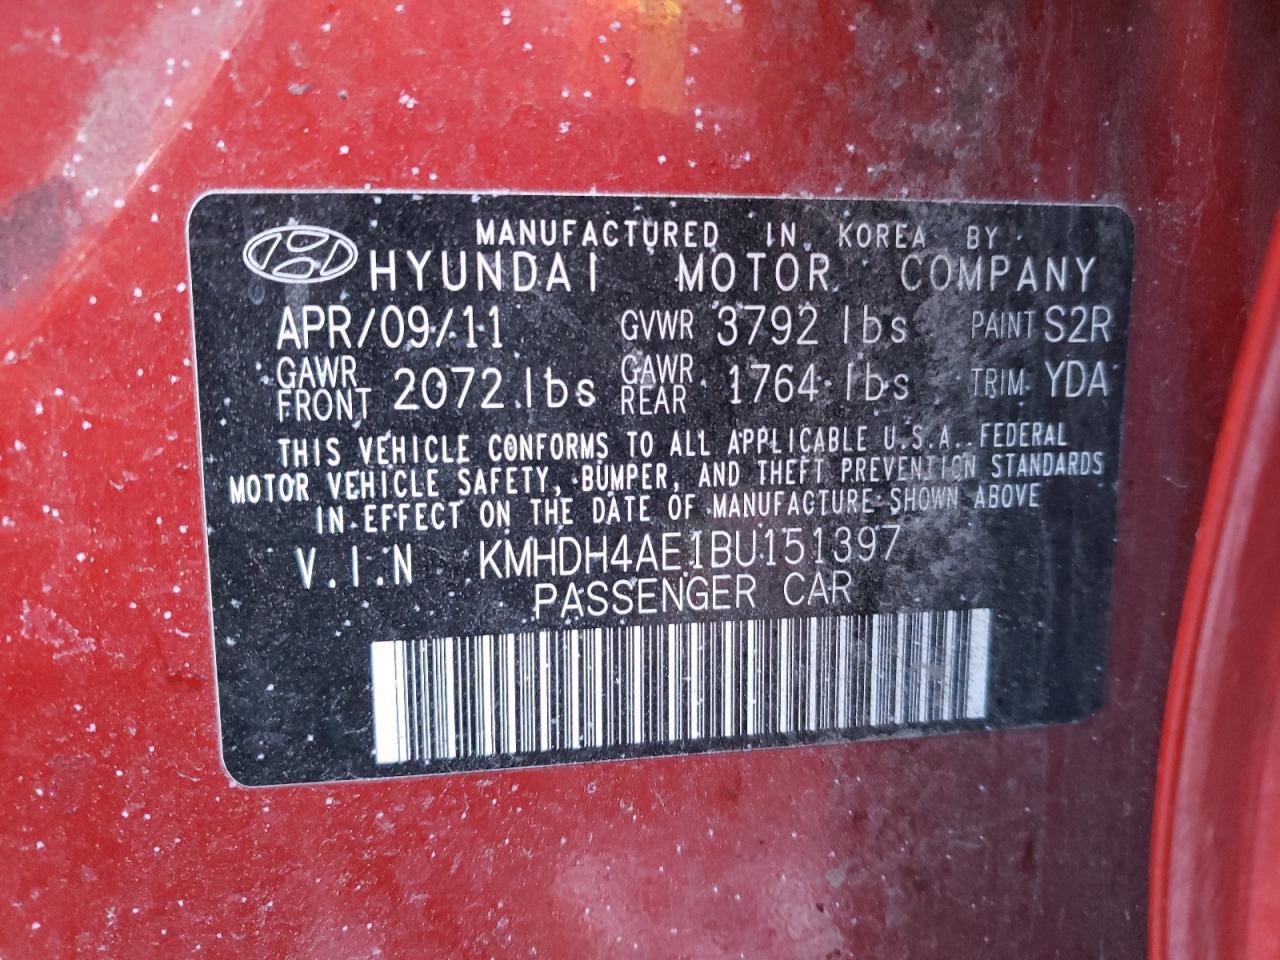 MANUFACTURED IN KOREA BY
HYUNDAI MOTOR COMPANY
APR/09/11 GVWR 3792 lbs PAINT S2R
GAWR FRONT 2072 lbs GAWR REAR 1764 lbs TRIM YDA
THIS VEHICLE CONFORMS TO ALL APPLICABLE U.S.A. FEDERAL
MOTOR VEHICLE SAFETY, BUMPER, AND THEFT PREVENTION STANDARDS
IN EFFECT ON THE DATE OF MANUFACTURE SHOWN ABOVE
V.I.N KMHDH4AE1BU151397
PASSENGER CAR